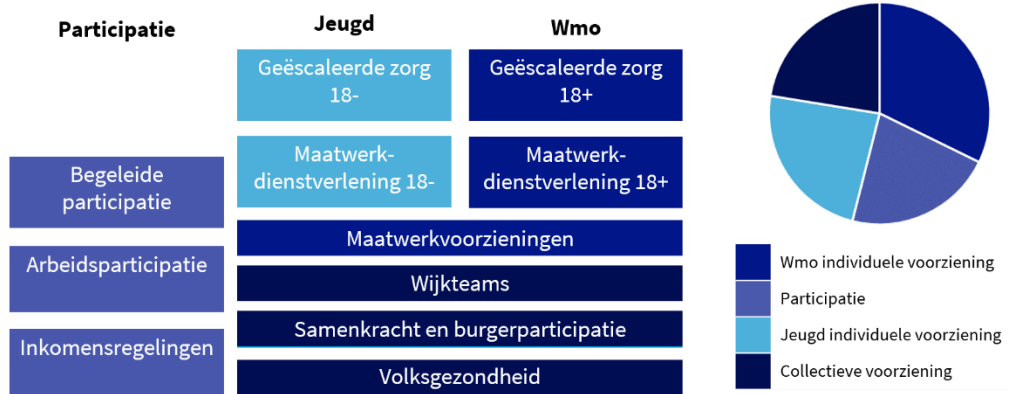 Participatie
Jeugd
Wmo
Geëscaleerde zorg
18-
Geëscaleerde zorg
18+
Begeleide
participatie
Maatwerk-
dienstverlening 18-
Maatwerk-
dienstverlening 18+
Arbeidsparticipatie
Maatwerkvoorzieningen
Wijkteams
Inkomensregelingen
Samenkracht en burgerparticipatie
Volksgezondheid
Wmo individuele voorziening
Participatie
Jeugd individuele voorziening
Collectieve voorziening